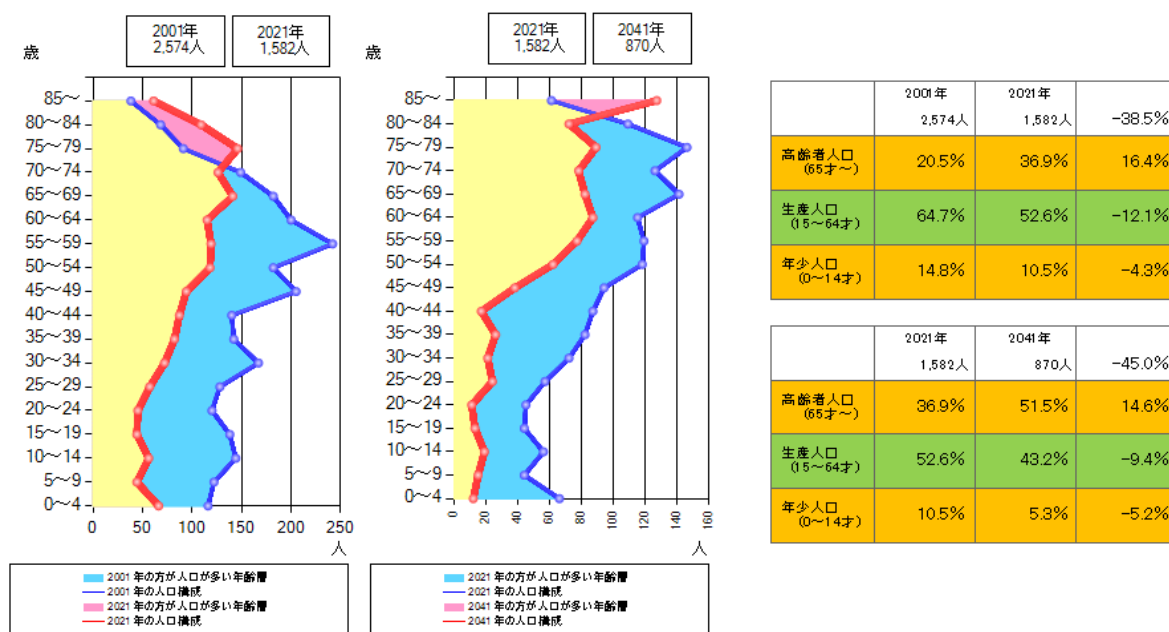 2001年
2,574人
2021年
1,582人
歳
85～
80～84
75～79
70～74
65～69
60～64
55～59
50～54
45～49
40～44
35～39
30～34
25～29
20～24
15～19
10～14
5～9
0～4
0
50
100
150
200
250
人
2001 年の方が人口が多い年齢層
2001 年の人口構成
2021 年の方が人口が多い年齢層
2021 年の人口構成
2021年
1,582人
2041年
870人
歳
85～
80～84
75～79
70～74
65～69
60～64
55～59
50～54
45～49
40～44
35～39
30～34
25～29
20～24
15～19
10～14
5～9
0～4
0
20
40
60
80
100
120
140
160
人
2021 年の方が人口が多い年齢層
2021 年の人口構成
2041 年の方が人口が多い年齢層
2041 年の人口構成
2001年 2021年
2,574人 1,582人 -38.5%
高齢者人口
(65才～) 20.5% 36.9% 16.4%
生産人口
(15～64才) 64.7% 52.6% -12.1%
年少人口
(0～14才) 14.8% 10.5% -4.3%
2021年 2041年
1,582人 870人 -45.0%
高齢者人口
(65才～) 36.9% 51.5% 14.6%
生産人口
(15～64才) 52.6% 43.2% -9.4%
年少人口
(0～14才) 10.5% 5.3% -5.2%